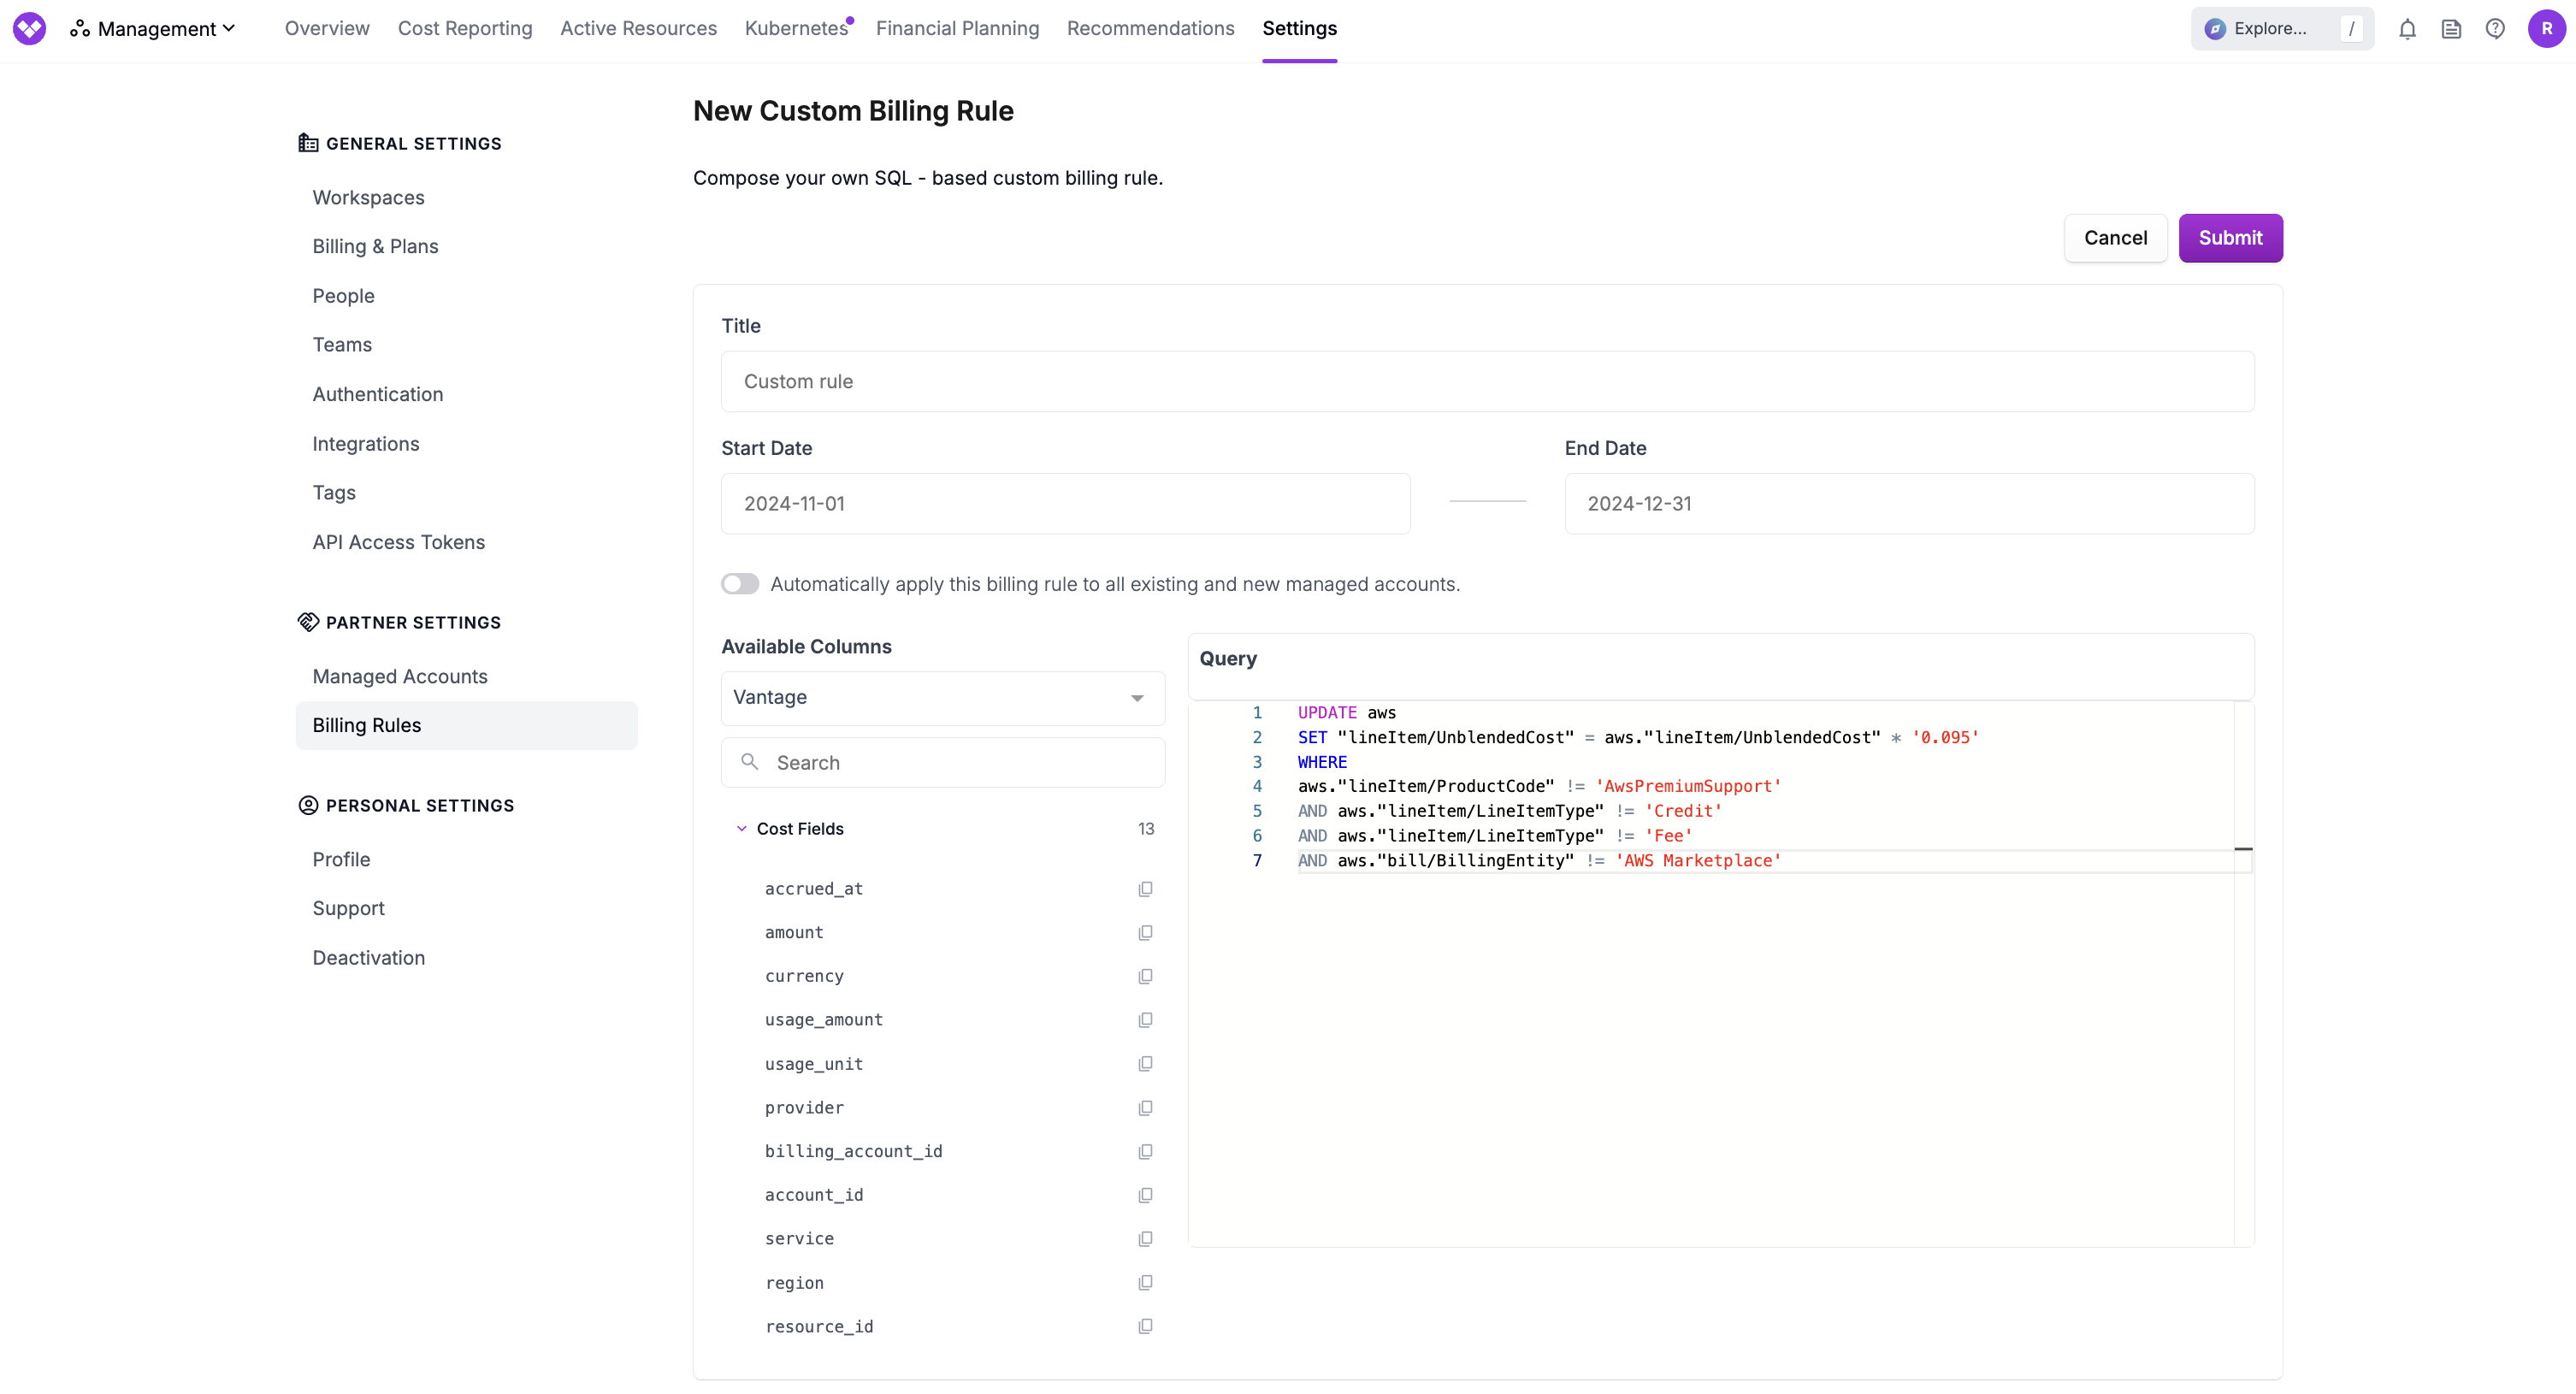 Management
Overview
Cost Reporting
Active Resources
Kubernetes
Financial Planning
Recommendations
Settings
Explore...
/
R
GENERAL SETTINGS
Workspaces
Billing & Plans
People
Teams
Authentication
Integrations
Tags
API Access Tokens
PARTNER SETTINGS
Managed Accounts
Billing Rules
PERSONAL SETTINGS
Profile
Support
Deactivation
New Custom Billing Rule
Compose your own SQL - based custom billing rule.
Cancel
Submit
Title
Custom rule
Start Date
End Date
2024-11-01
2024-12-31
Automatically apply this billing rule to all existing and new managed accounts.
Available Columns
Vantage
Search
Cost Fields 13
accrued_at
amount
currency
usage_amount
usage_unit
provider
billing_account_id
account_id
service
region
resource_id
Query
1 UPDATE aws
2 SET "lineItem/UnblendedCost" = aws."lineItem/UnblendedCost" * '0.095'
3 WHERE
4 aws."lineItem/ProductCode" != 'AwsPremiumSupport'
5 AND aws."lineItem/LineItemType" != 'Credit'
6 AND aws."lineItem/LineItemType" != 'Fee'
7 AND aws."bill/BillingEntity" != 'AWS Marketplace'